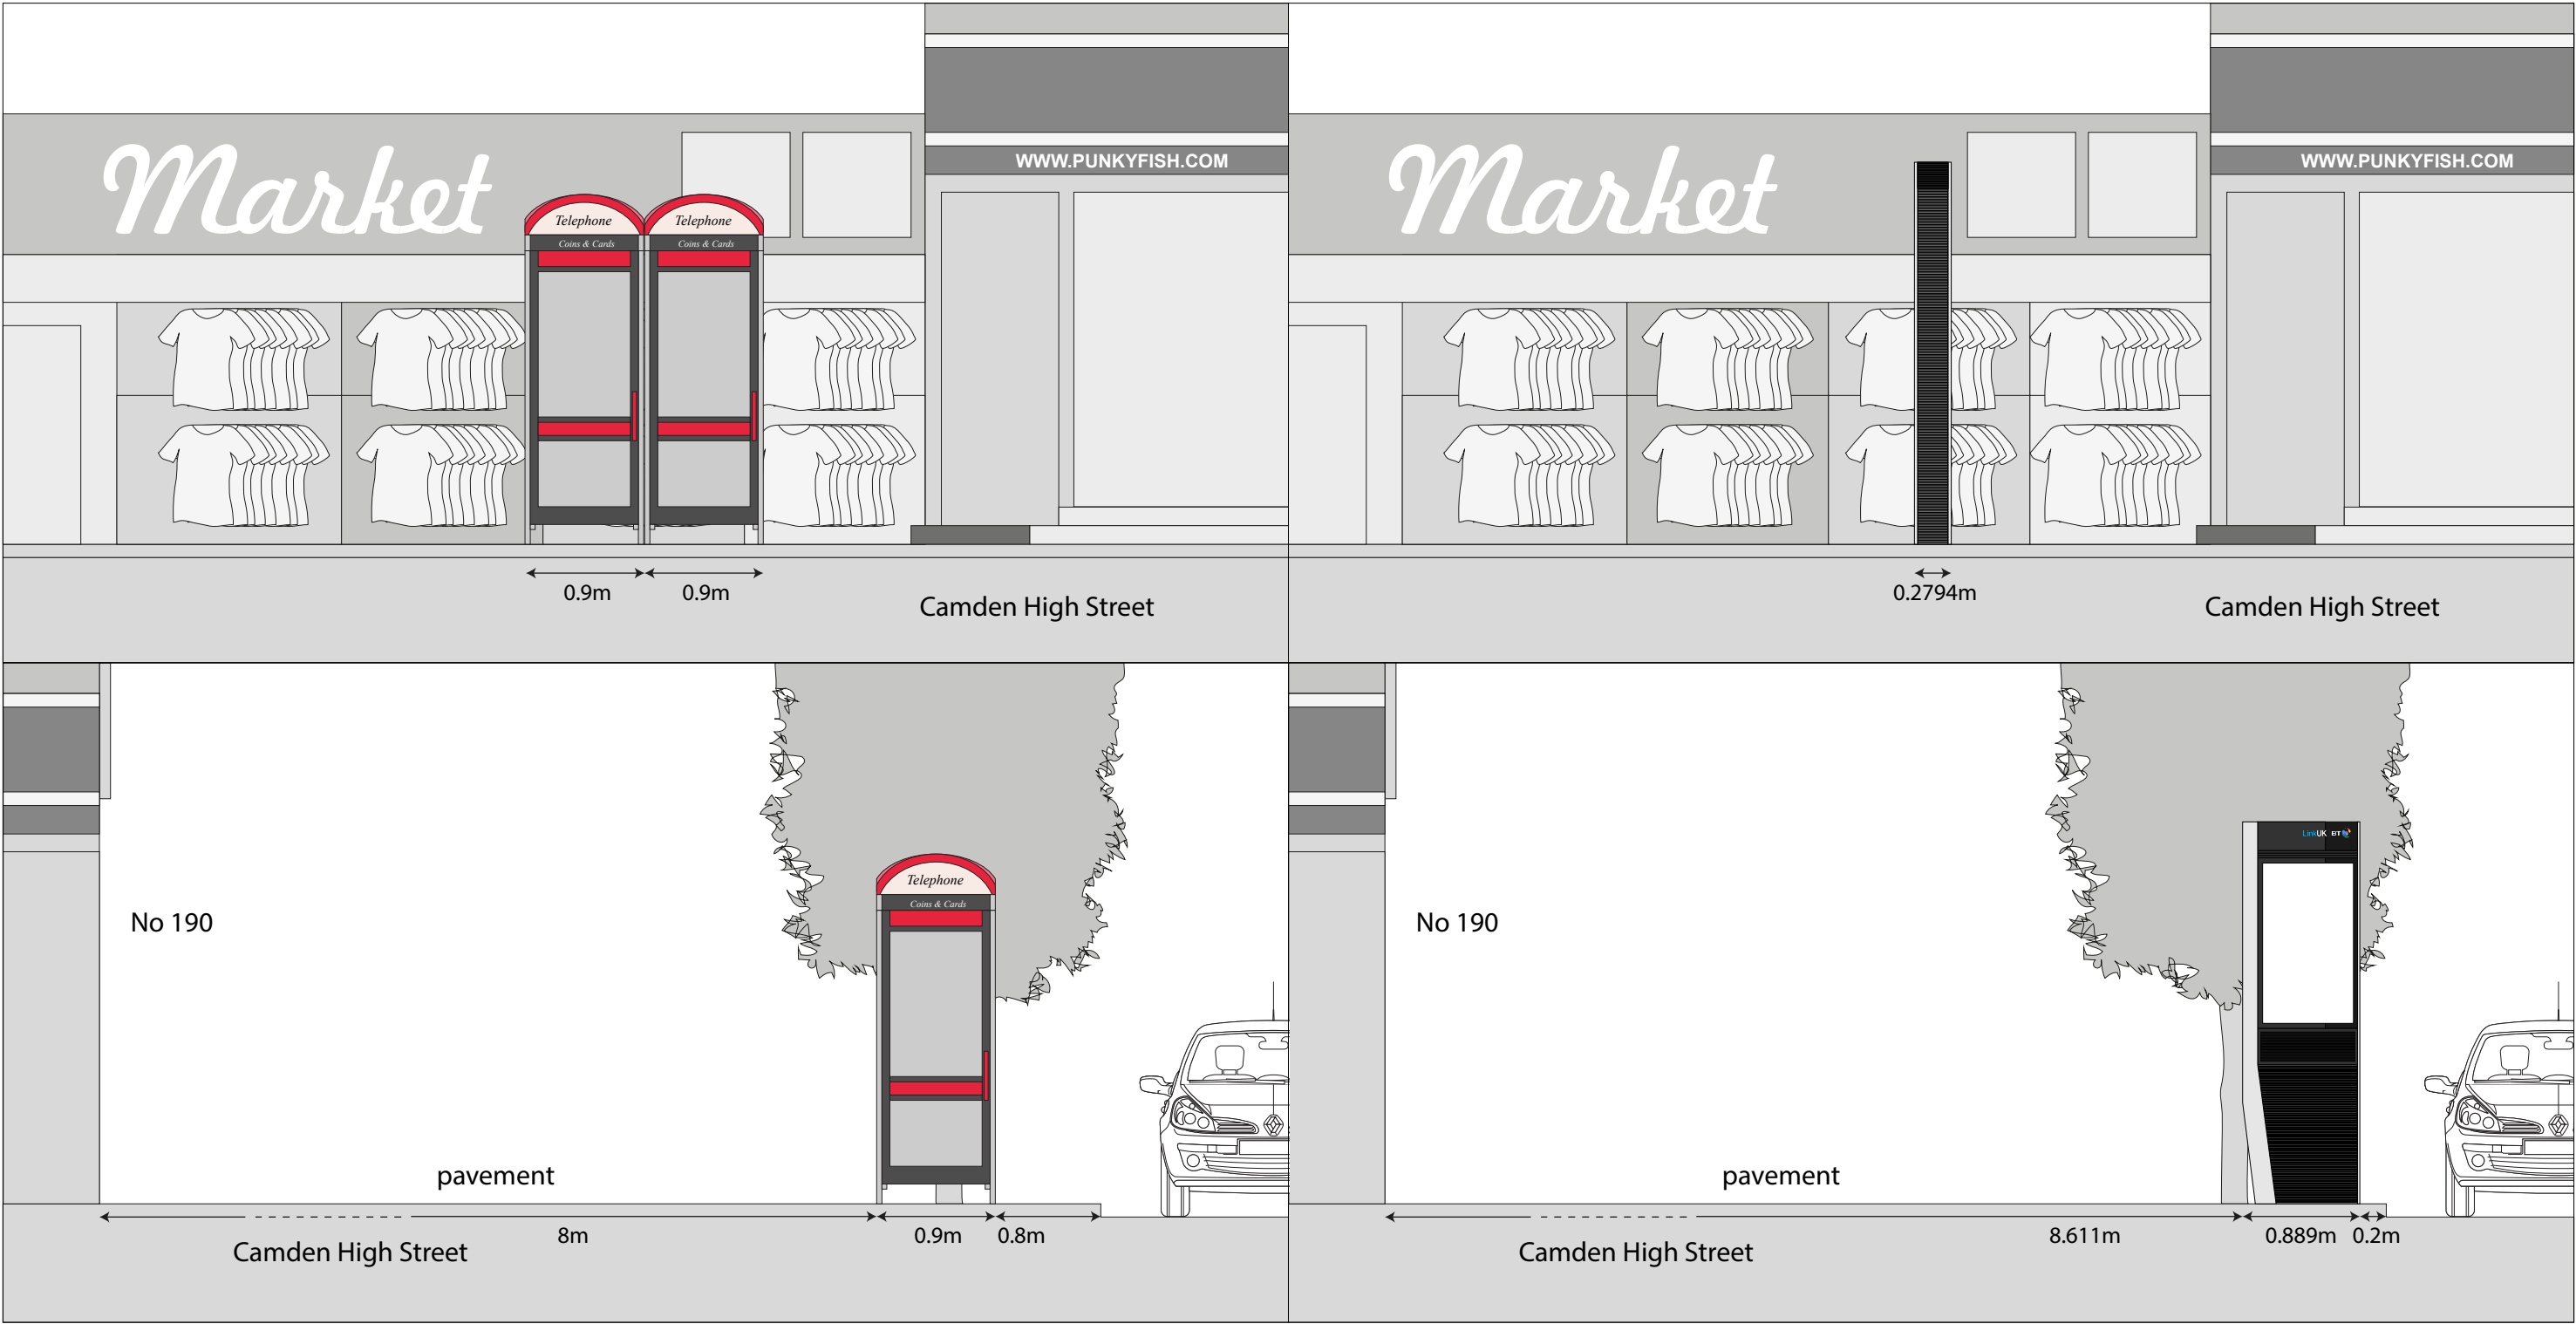 Market
WWW.PUNKYFISH.COM
Telephone
Telephone
Coins & Cards
Coins & Cards
0.9m
0.9m
Camden High Street
Market
WWW.PUNKYFISH.COM
0.2794m
Camden High Street
Telephone
Coins & Cards
No 190
pavement
8m
0.9m
0.8m
Camden High Street
LinkUK BT
No 190
pavement
8.611m
0.889m
0.2m
Camden High Street